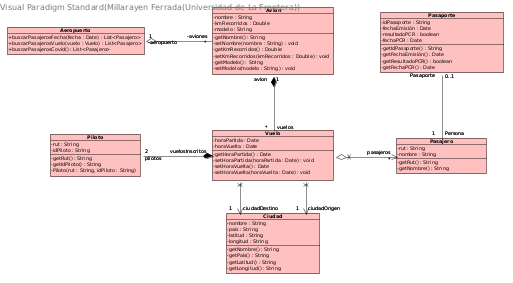 Visual Paradigm Standard(Millarayen Ferrada(Universidad de La Frontera))
Avion
-nombre : String
-kmRecorridos : Double
-modelo : String
-getNombre() : String
-setNombre(nombre : String) : void
-getKmRecorridos() : Double
-setKmRecorridos(kmRecorridos : Double) : void
-getModelo() : String
-setModelo(modelo : String) : void
Aeropuerto
+buscarPasajerosFecha(fecha : Date) : List<Pasajero>
+buscarPasajerosVuelo(vuelo : Vuelo) : List<Pasajero>
+buscarPasajerosCovid() : List<Pasajero>
1
-aeropuerto
-aviones
*
Pasaporte
-idPasaporte : String
-fechaEmisión : Date
-resultadoPCR : boolean
-fechaPCR : Date
-getIdPasaporte() : String
-getFechaEmisión() : Date
-getResultadoPCR() : boolean
-getFechaPCR() : Date
Pasaporte
0..1
avion
1
*
vuelos
1
Persona
Piloto
-rut : String
-idPiloto : String
-getRut() : String
-getIdPiloto() : String
-Piloto(rut : String, idPiloto : String)
2
pilotos
vuelosInscritos
Vuelo
-horaPartida : Date
-horaVuelta : Date
-getHoraPartida() : Date
-setHoraPartida(horaPartida : Date) : void
-getHoraVuelta() : Date
-setHoraVuelta(horaVuelta : Date) : void
pasajeros
*
Pasajero
-rut : String
-nombre : String
-getRut() : String
-getNombre() : String
1
ciudadDestino
1
ciudadOrigen
Ciudad
-nombre : String
-pais : String
-latitud : String
-longitud : String
-getNombre() : String
-getPais() : String
-getLatitud() : String
-getLongitud() : String